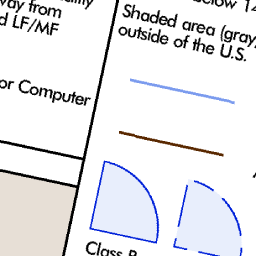 way from
LF/MF
or Computer
Shaded area (gray
outside of the U.S.
Class